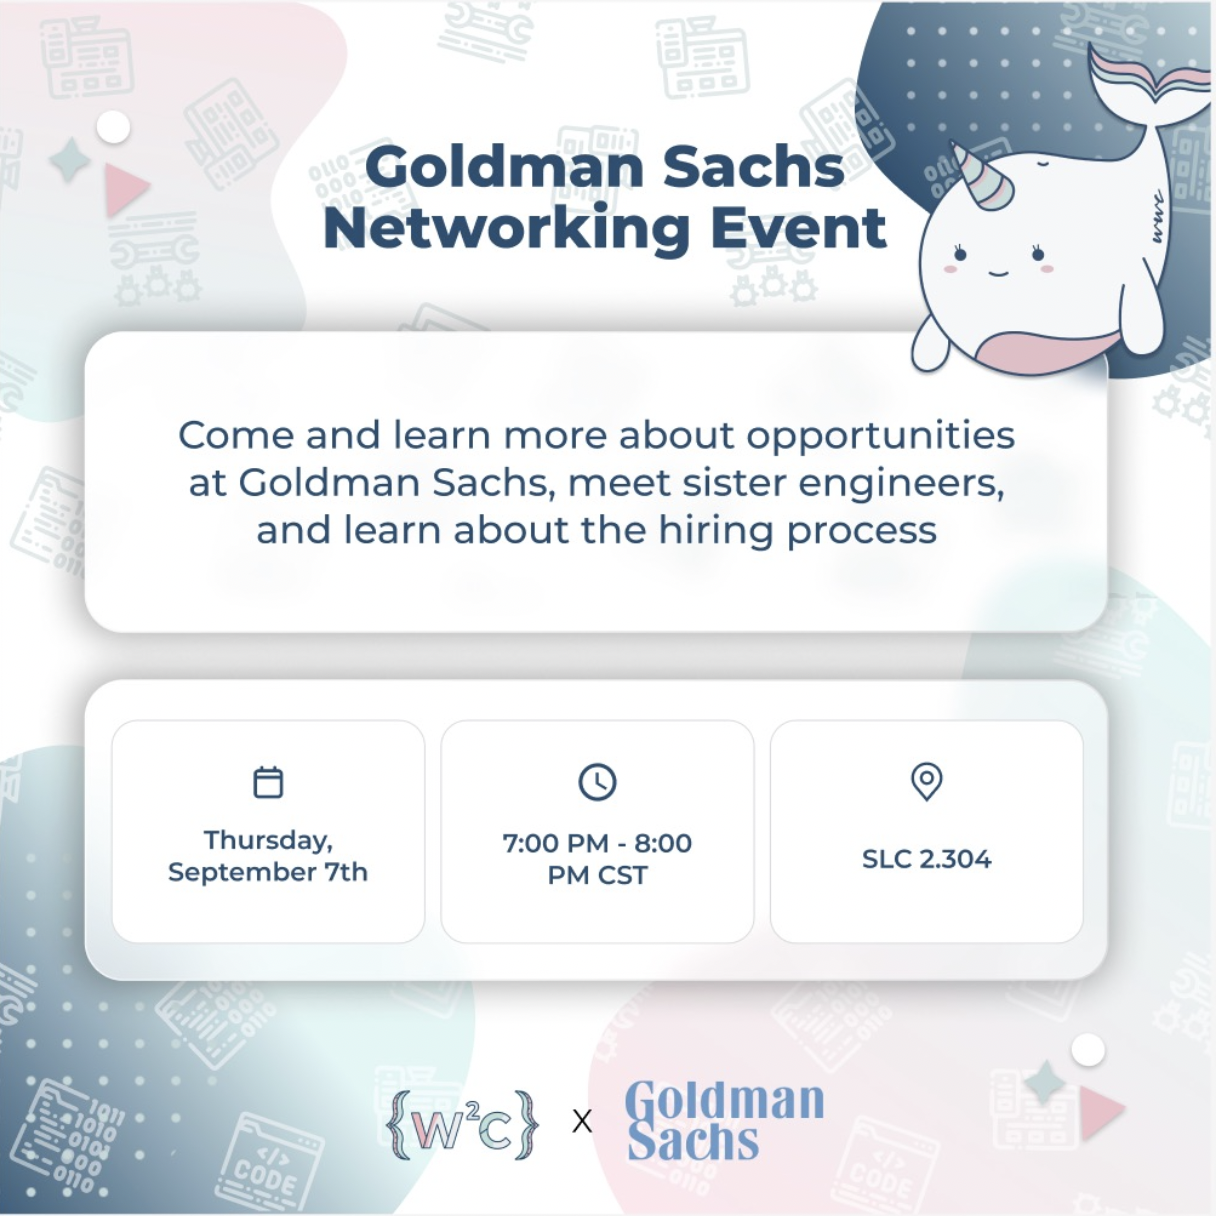 Goldman Sachs
Networking Event
wwc
Come and learn more about opportunities
at Goldman Sachs, meet sister engineers,
and learn about the hiring process
Thursday,
September 7th
7:00 PM - 8:00
PM CST
SLC 2.304
{W²C} X Goldman
Sachs